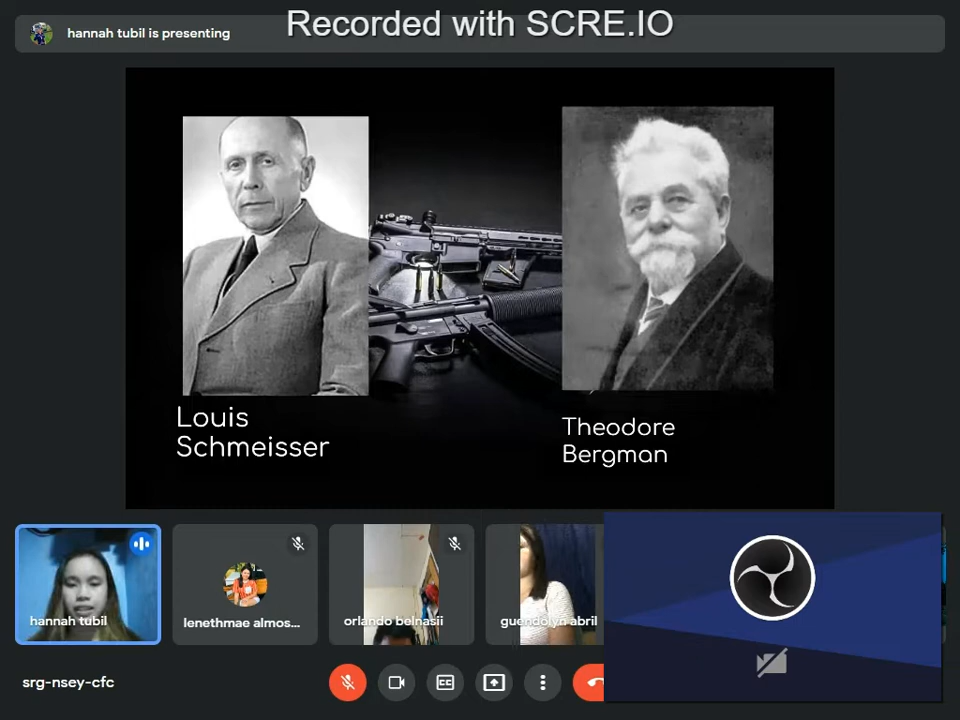 Recorded with SCRE.IO
hannah tubil is presenting
Louis
Schmeisser
Theodore
Bergman
hannah tubil
lenethmae almos...
orlando belnasii
guendolyn abril
srg-nsey-cfc